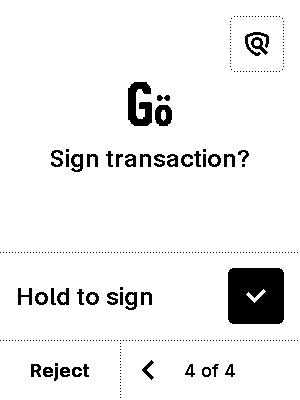 Gö
Sign transaction?
Hold to sign
Reject
4 of 4